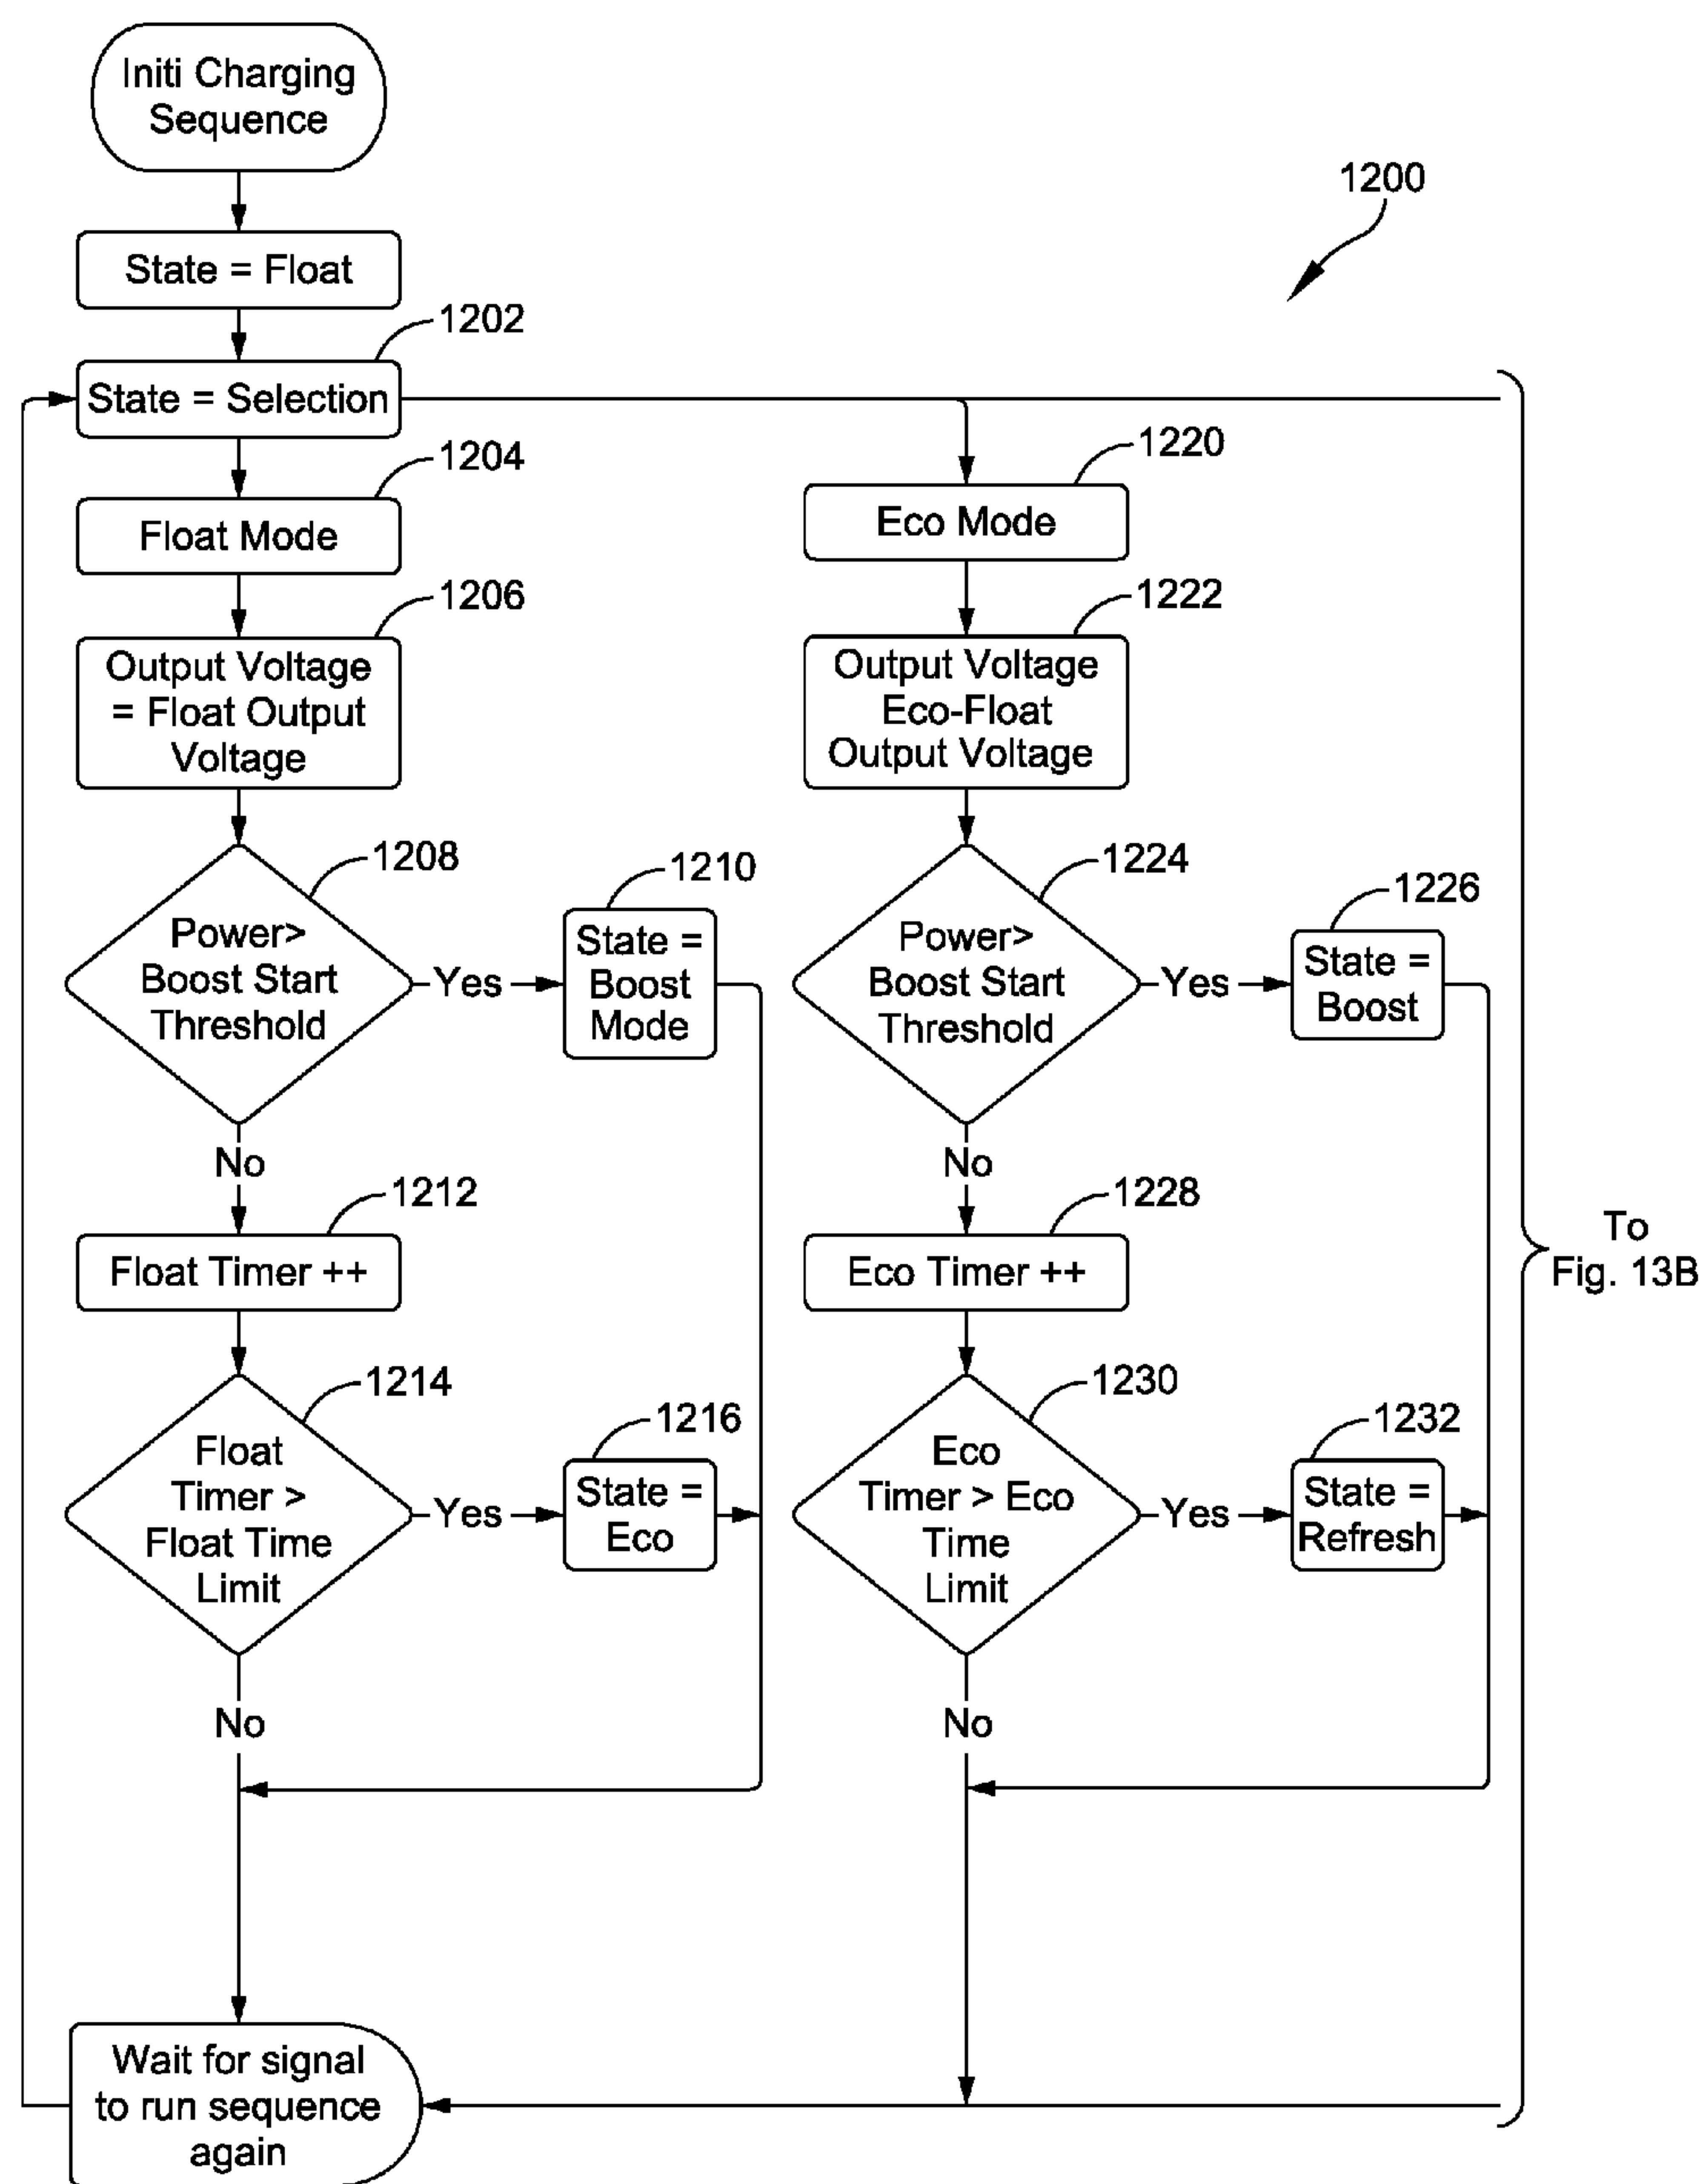 Initi Charging
Sequence
1200
State = Float
1202
State = Selection
1204
Float Mode
1206
Output Voltage
= Float Output
Voltage
1208
Power>
Boost Start
Threshold
Yes
1210
State =
Boost
Mode
No
1212
Float Timer ++
1214
Float
Timer >
Float Time
Limit
Yes
1216
State =
Eco
No
1220
Eco Mode
1222
Output Voltage
Eco-Float
Output Voltage
1224
Power>
Boost Start
Threshold
Yes
1226
State =
Boost
No
1228
Eco Timer ++
1230
Eco
Timer > Eco
Time
Limit
Yes
1232
State =
Refresh
No
To
Fig. 13B
Wait for signal
to run sequence
again